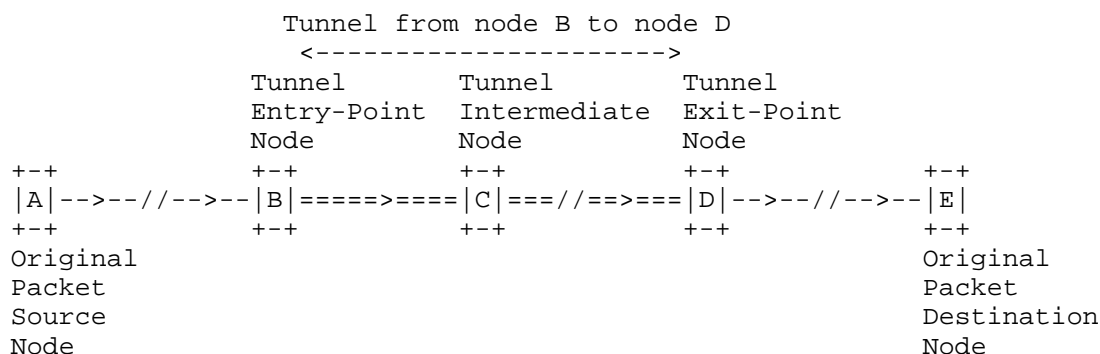 Tunnel from node B to node D
<---------------------->
Tunnel Tunnel Tunnel
Entry-Point Intermediate Exit-Point
Node Node Node
+-+ +-+ +-+ +-+ +-+
|A|-->--//-->--|B|=====>====|C|===//==>===|D|-->--//-->--|E|
+-+ +-+ +-+ +-+ +-+
Original Original
Packet Packet
Source Destination
Node Node